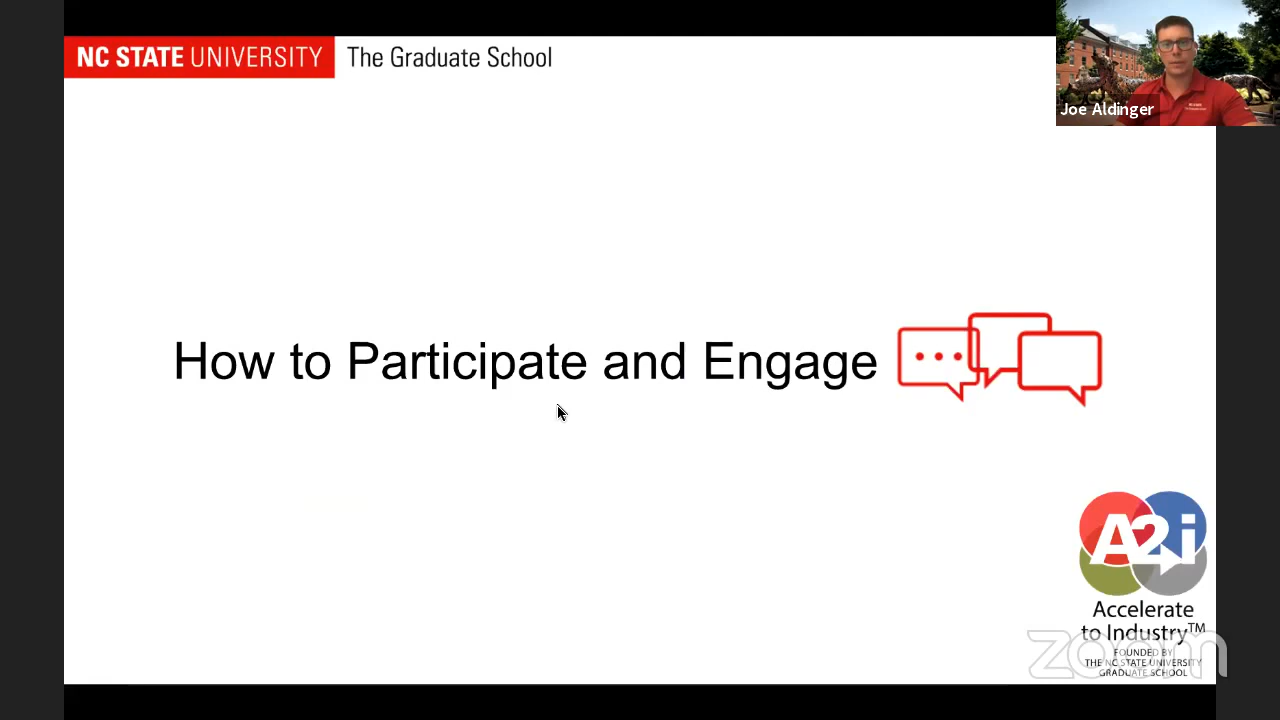 NC STATE UNIVERSITY The Graduate School
Joe Aldinger
How to Participate and Engage
A2i
Accelerate
to Industry™
FOUNDED BY
THE NC STATE UNIVERSITY
GRADUATE SCHOOL
zoom